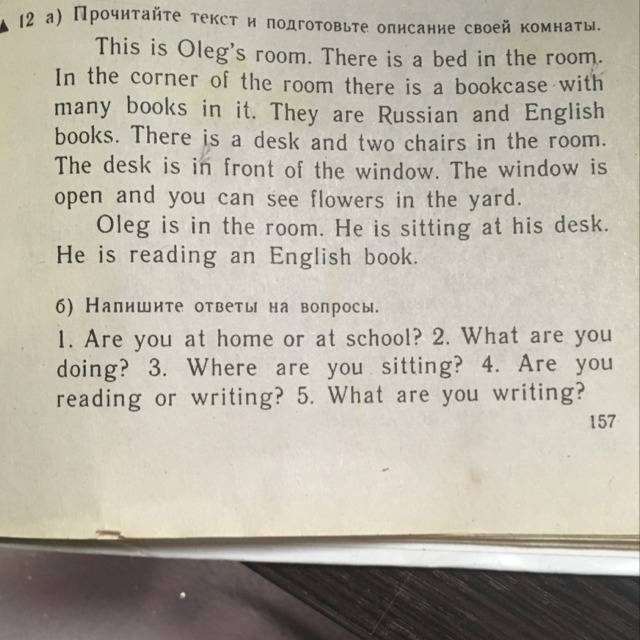 ▲ 12 а) Прочитайте текст и подготовьте описание своей комнаты.
This is Oleg's room. There is a bed in the room.
In the corner of the room there is a bookcase with
many books in it. They are Russian and English
books. There is a desk and two chairs in the room.
The desk is in front of the window. The window is
open and you can see flowers in the yard.
Oleg is in the room. He is sitting at his desk.
He is reading an English book.
б) Напишите ответы на вопросы.
1. Are you at home or at school? 2. What are you
doing? 3. Where are you sitting? 4. Are you
reading or writing? 5. What are you writing?
157